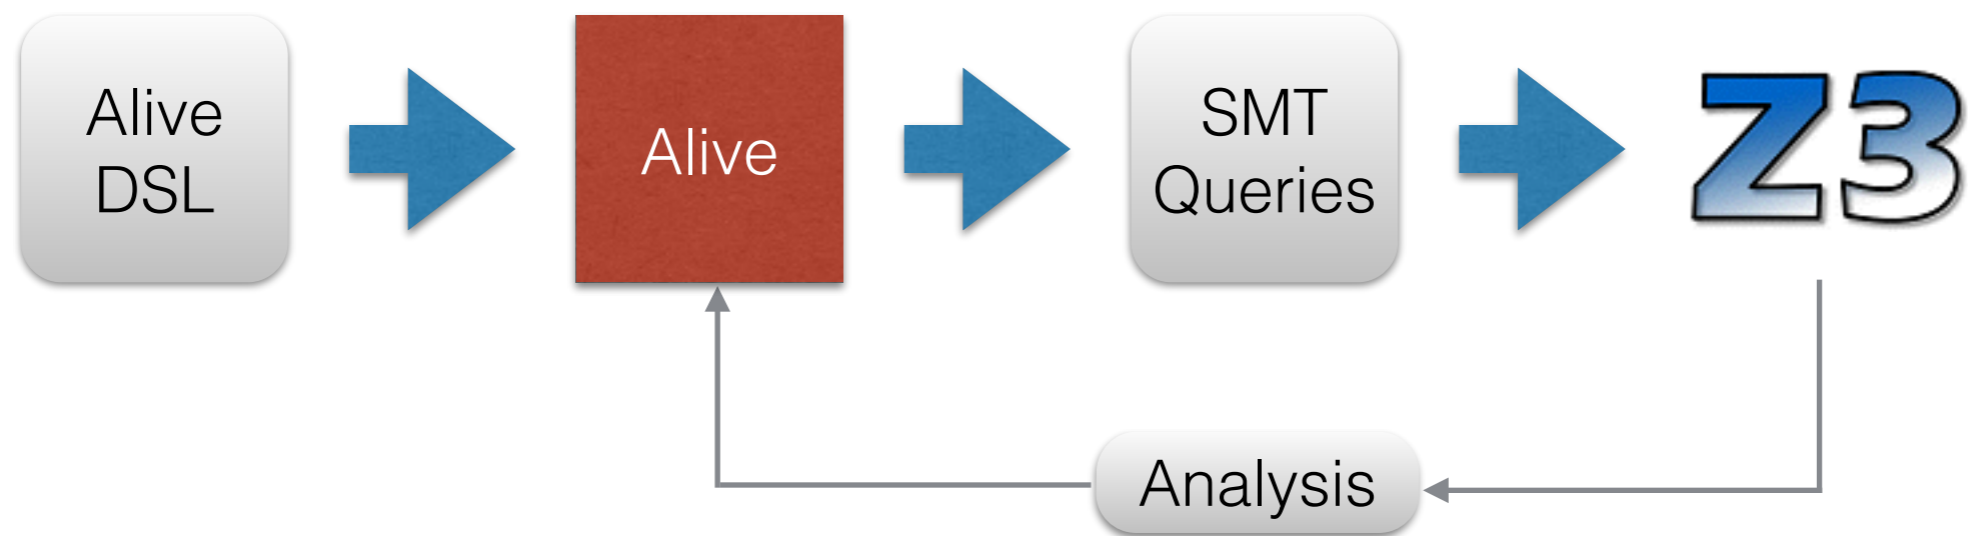 Alive
DSL
Alive
SMT
Queries
Z3
Analysis